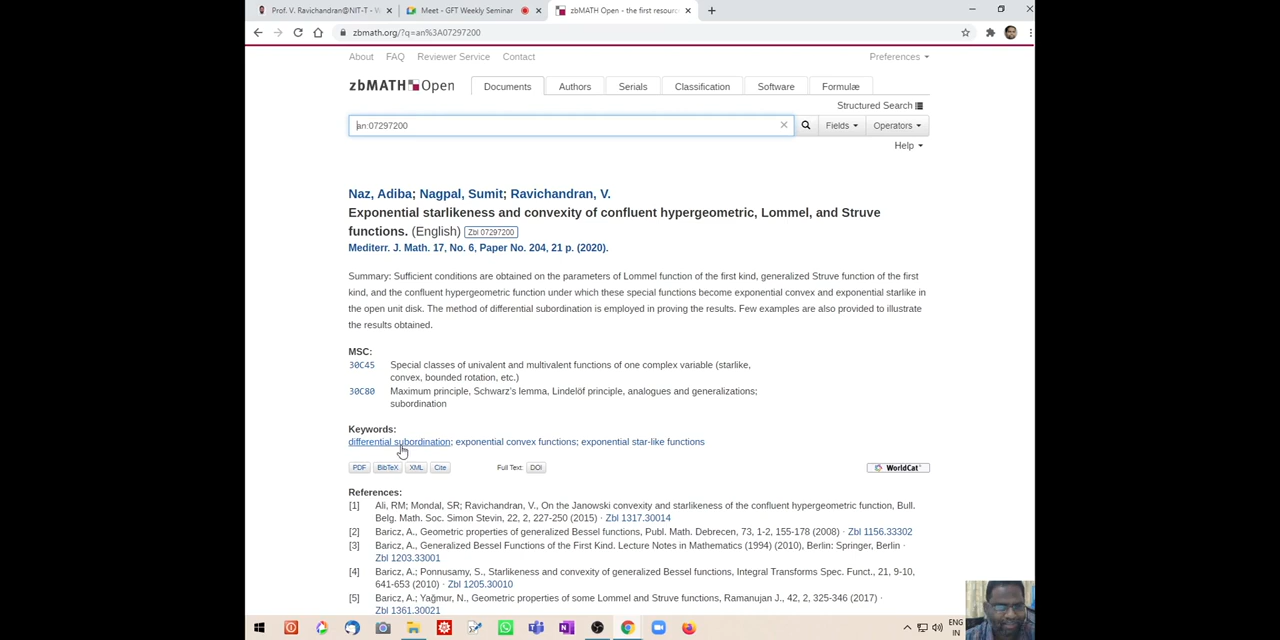 Prof. V. Ravichandran@NIT-T - V
Meet - GFT Weekly Seminar
zbMATH Open - the first resour
zbmath.org/?q=an%3A07297200
About FAQ Reviewer Service Contact Preferences
zbMATH Open Documents Authors Serials Classification Software Formulæ
Structured Search
an:07297200 Fields Operators
Help
Naz, Adiba; Nagpal, Sumit; Ravichandran, V.
Exponential starlikeness and convexity of confluent hypergeometric, Lommel, and Struve
functions. (English) Zbl 07297200
Mediterr. J. Math. 17, No. 6, Paper No. 204, 21 p. (2020).
Summary: Sufficient conditions are obtained on the parameters of Lommel function of the first kind, generalized Struve function of the first
kind, and the confluent hypergeometric function under which these special functions become exponential convex and exponential starlike in
the open unit disk. The method of differential subordination is employed in proving the results. Few examples are also provided to illustrate
the results obtained.
MSC:
30C45 Special classes of univalent and multivalent functions of one complex variable (starlike,
convex, bounded rotation, etc.)
30C80 Maximum principle, Schwarz's lemma, Lindelöf principle, analogues and generalizations;
subordination
Keywords:
differential subordination; exponential convex functions; exponential star-like functions
PDF BibTeX XML Cite Full Text: DOI WorldCat
References:
[1] Ali, RM; Mondal, SR; Ravichandran, V., On the Janowski convexity and starlikeness of the confluent hypergeometric function, Bull.
Belg. Math. Soc. Simon Stevin, 22, 2, 227-250 (2015) · Zbl 1317.30014
[2] Baricz, A., Geometric properties of generalized Bessel functions, Publ. Math. Debrecen, 73, 1-2, 155-178 (2008) · Zbl 1156.33302
[3] Baricz, A., Generalized Bessel Functions of the First Kind. Lecture Notes in Mathematics (1994) (2010), Berlin: Springer, Berlin ·
Zbl 1203.33001
[4] Baricz, A.; Ponnusamy, S., Starlikeness and convexity of generalized Bessel functions, Integral Transforms Spec. Funct., 21, 9-10,
641-653 (2010) · Zbl 1205.30010
[5] Baricz, A.; Yağmur, N., Geometric properties of some Lommel and Struve functions, Ramanujan J., 42, 2, 325-346 (2017) ·
Zbl 1361.30021
ENG
IN